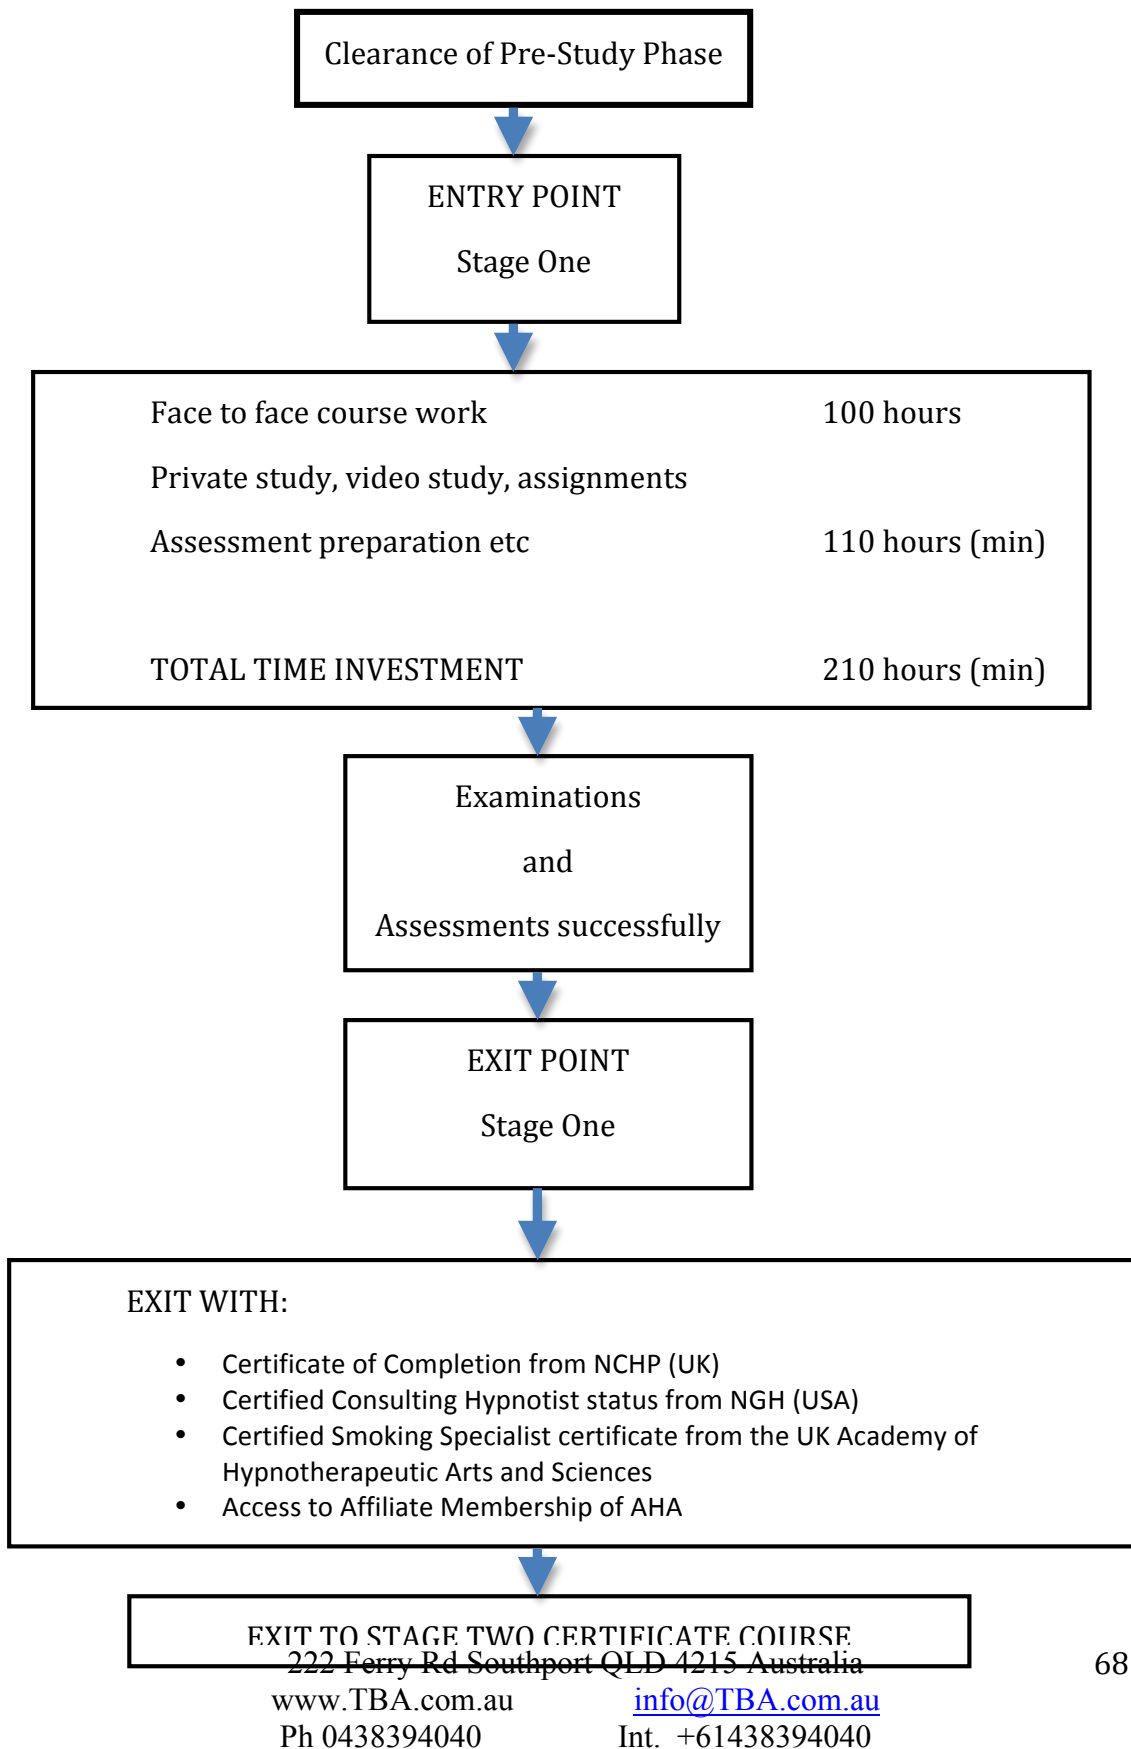 Clearance of Pre-Study Phase
ENTRY POINT
Stage One
Face to face course work 100 hours
Private study, video study, assignments
Assessment preparation etc 110 hours (min)
TOTAL TIME INVESTMENT 210 hours (min)
Examinations
and
Assessments successfully
EXIT POINT
Stage One
EXIT WITH:
• Certificate of Completion from NCHP (UK)
• Certified Consulting Hypnotist status from NGH (USA)
• Certified Smoking Specialist certificate from the UK Academy of
Hypnotherapeutic Arts and Sciences
• Access to Affiliate Membership of AHA
EXIT TO STAGE TWO CERTIFICATE COURSE
222 Ferry Rd Southport QLD 4215 Australia 68
www.TBA.com.au info@TBA.com.au
Ph 0438394040 Int. +61438394040